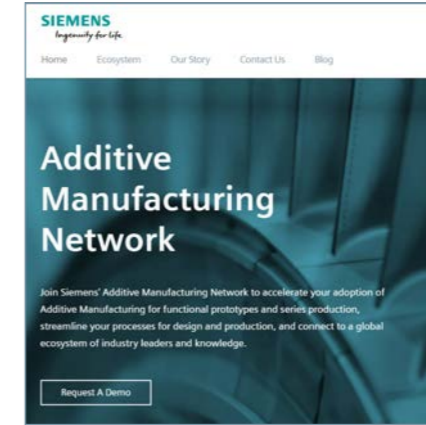 SIEMENS
Ingenuity for life
Home Ecosystem Our Story Contact Us Blog
Additive
Manufacturing
Network
Join Siemens' Additive Manufacturing Network to accelerate your adoption of
Additive Manufacturing for functional prototypes and series production,
streamline your processes for design and production, and connect to a global
ecosystem of industry leaders and knowledge.
Request A Demo